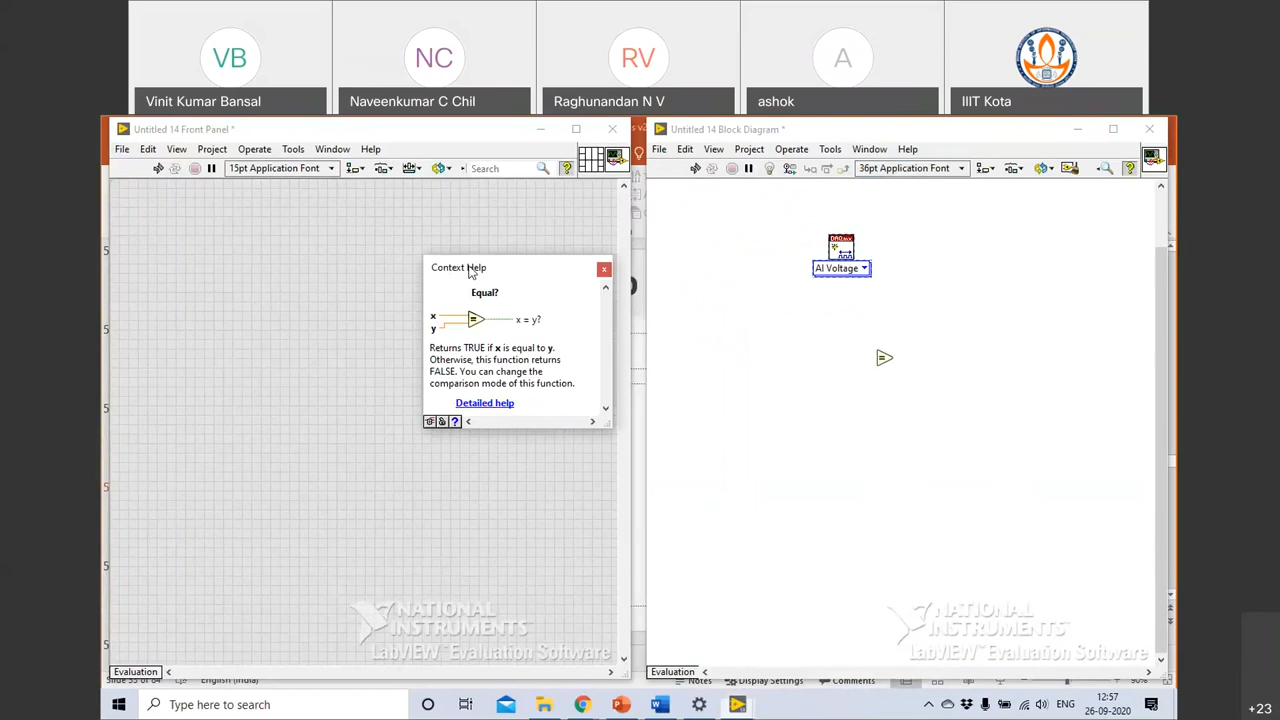 VB
NC
RV
A
Vinit Kumar Bansal
Naveenkumar C Chil
Raghunandan N V
ashok
IIIT Kota
Untitled 14 Front Panel *
Untitled 14 Block Diagram *
File Edit View Project Operate Tools Window Help
File Edit View Project Operate Tools Window Help
15pt Application Font
Search
36pt Application Font
AI Voltage
Context Help
Equal?
x
y
x = y?
Returns TRUE if x is equal to y.
Otherwise, this function returns
FALSE. You can change the
comparison mode of this function.
Detailed help
NATIONAL
INSTRUMENTS
LabVIEW Evaluation Software
NATIONAL
INSTRUMENTS
LabVIEW Evaluation Software
Evaluation
Evaluation
English (India)
Notes
Display Settings
Comments
90%
Type here to search
ENG
12:57
26-09-2020
+23